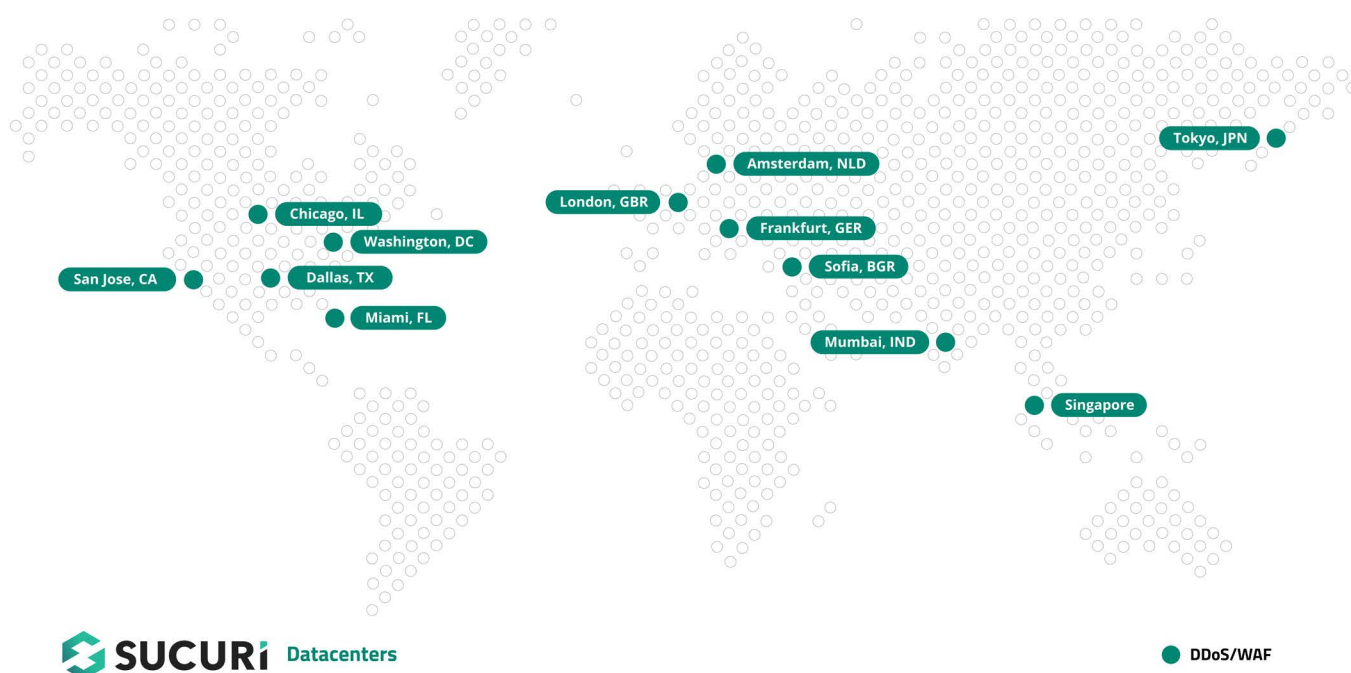 Tokyo, JPN
Amsterdam, NLD
London, GBR
Chicago, IL
Frankfurt, GER
Washington, DC
Sofia, BGR
San Jose, CA
Dallas, TX
Miami, FL
Mumbai, IND
Singapore
SUCURi Datacenters
DDoS/WAF